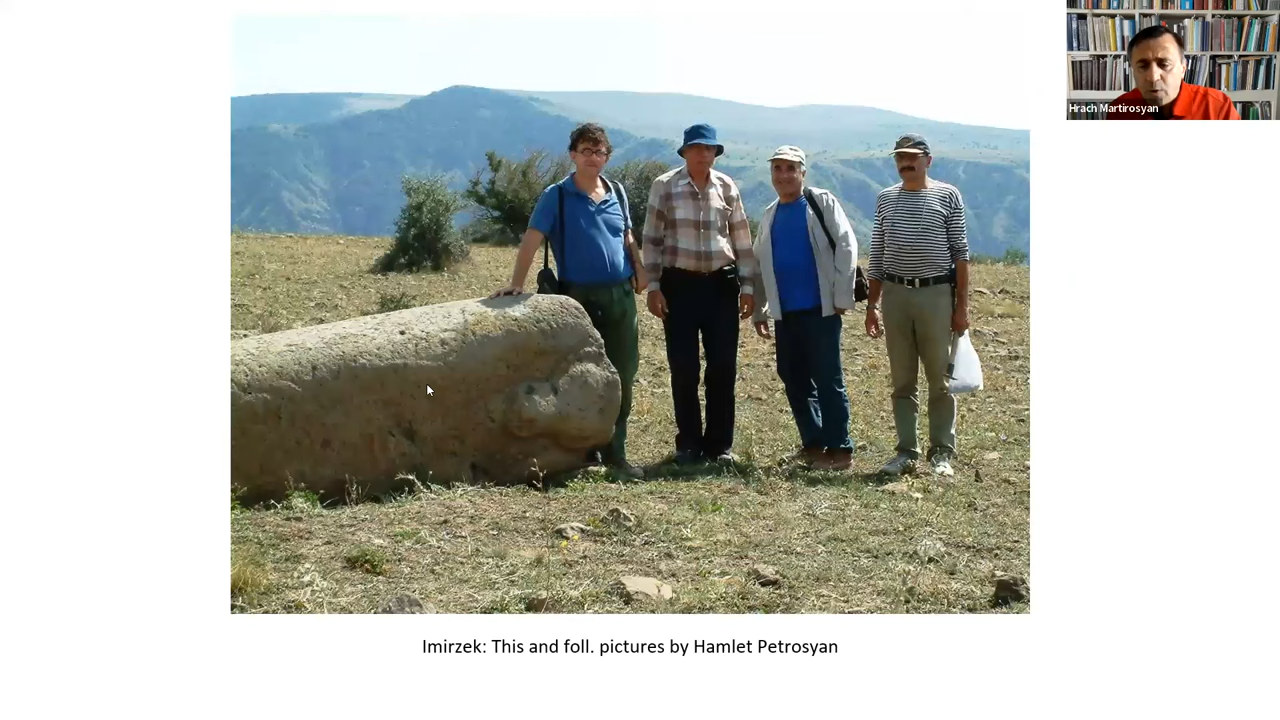 Hrach Martirosyan
Imirzek: This and foll. pictures by Hamlet Petrosyan